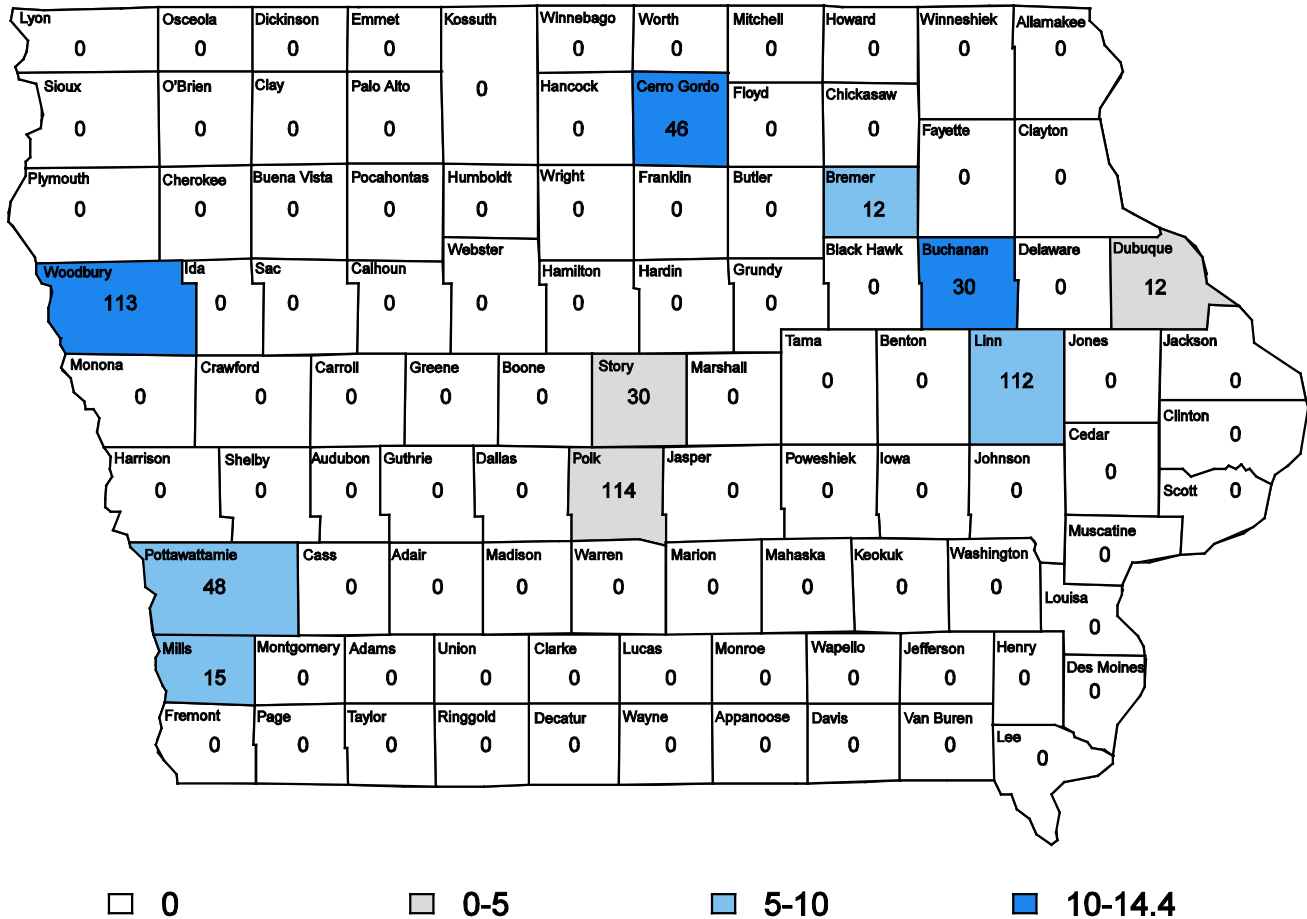 Lyon Osceola Dickinson Emmet Kossuth Winnebago Worth Mitchell Howard Winneshiek Allamakee
0 0 0 0 0 0 0 0 0 0
Sioux O'Brien Clay Palo Alto 0 Hancock Cerro Gordo Floyd Chickasaw
0 0 0 0 0 46 0 0
Fayette Clayton
0 0
Plymouth Cherokee Buena Vista Pocahontas Humboldt Wright Franklin Butler Bremer
0 0 0 0 0 0 0 0 12
Woodbury Ida Sac Calhoun Webster Hamilton Hardin Grundy Black Hawk Buchanan Delaware Dubuque
113 0 0 0 0 0 0 0 0 30 0 12
Monona Crawford Carroll Greene Boone Story Marshall Tama Benton Linn Jones Jackson
0 0 0 0 0 30 0 0 0 112 0 0
Clinton
0
Harrison Shelby Audubon Guthrie Dallas Polk Jasper Poweshiek Iowa Johnson Cedar Scott
0 0 0 0 0 114 0 0 0 0 0 0
Muscatine
0
Pottawattamie Cass Adair Madison Warren Marion Mahaska Keokuk Washington Louisa
48 0 0 0 0 0 0 0 0 0
Mills Montgomery Adams Union Clarke Lucas Monroe Wapello Jefferson Henry Des Moines
15 0 0 0 0 0 0 0 0 0 0
Fremont Page Taylor Ringgold Decatur Wayne Appanoose Davis Van Buren Lee
0 0 0 0 0 0 0 0 0 0
0 0-5 5-10 10-14.4